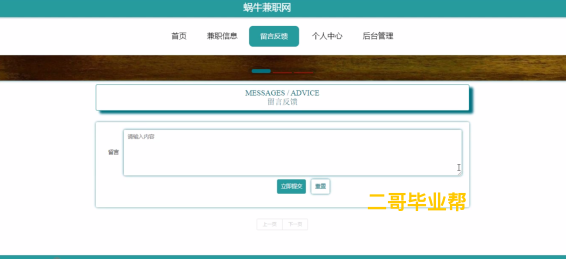 蜗牛兼职网
首页 兼职信息 留言反馈 个人中心 后台管理
MESSAGES / ADVICE
留言反馈
请输入内容
留言
立即提交 重置
二哥毕业帮
上一页 下一页